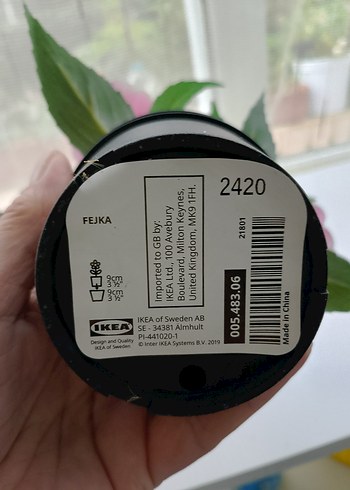 2420
FEJKA
Imported to GB by:
IKEA Ltd., 100 Avebury
Boulevard, Milton Keynes,
United Kingdom, MK9 1FH.
21801
005.483.06
Made in China
9cm
3½"
9cm
3½"
IKEA
Design and Quality
IKEA of Sweden
IKEA of Sweden AB
SE - 34381 Älmhult
PI-441020-1
© Inter IKEA Systems B.V. 2019